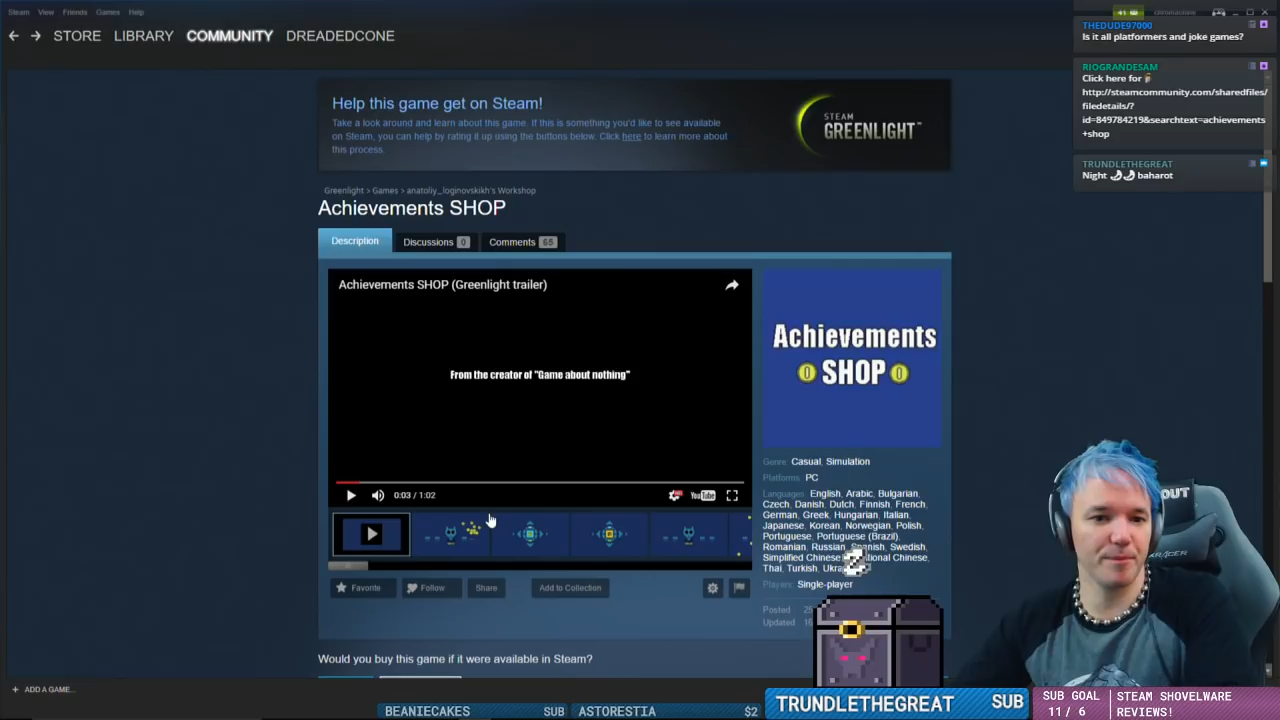 Steam View Friends Games Help
STORE LIBRARY COMMUNITY DREADEDCONE
Help this game get on Steam!
Take a look around and learn about this game. If this is something you'd like to see available
on Steam, you can help by rating it up using the buttons below. Click here to learn more about
this process.
STEAM
GREENLIGHT™
Greenlight > Games > anatoliy_loginovskikh's Workshop
Achievements SHOP
Description
Discussions 0
Comments 65
Achievements SHOP (Greenlight trailer)
From the creator of "Game about nothing"
0:03 / 1:02
YouTube
Achievements
SHOP
Genre: Casual, Simulation
Platforms: PC
Languages: English, Arabic, Bulgarian,
Czech, Danish, Dutch, Finnish, French,
German, Greek, Hungarian, Italian,
Japanese, Korean, Norwegian, Polish,
Portuguese, Portuguese (Brazil),
Romanian, Russian, Spanish, Swedish,
Simplified Chinese, Chinese,
Thai, Turkish,
Players: Single-player
Posted
Updated
Favorite
Follow
Share
Add to Collection
Would you buy this game if it were available in Steam?
+ ADD A GAME...
THEDUDE97000
Is it all platformers and joke games?
RIOGRANDESAM
Click here for
http://steamcommunity.com/sharedfiles/
filedetails/?
id=849784219&searchtext=achievements
+shop
TRUNDLETHEGREAT
Night 🌙🌙 baharot
BEANIECAKES SUB
ASTORESTIA $2
TRUNDLETHEGREAT SUB
SUB GOAL
11 / 6
STEAM SHOVELWARE
REVIEWS!